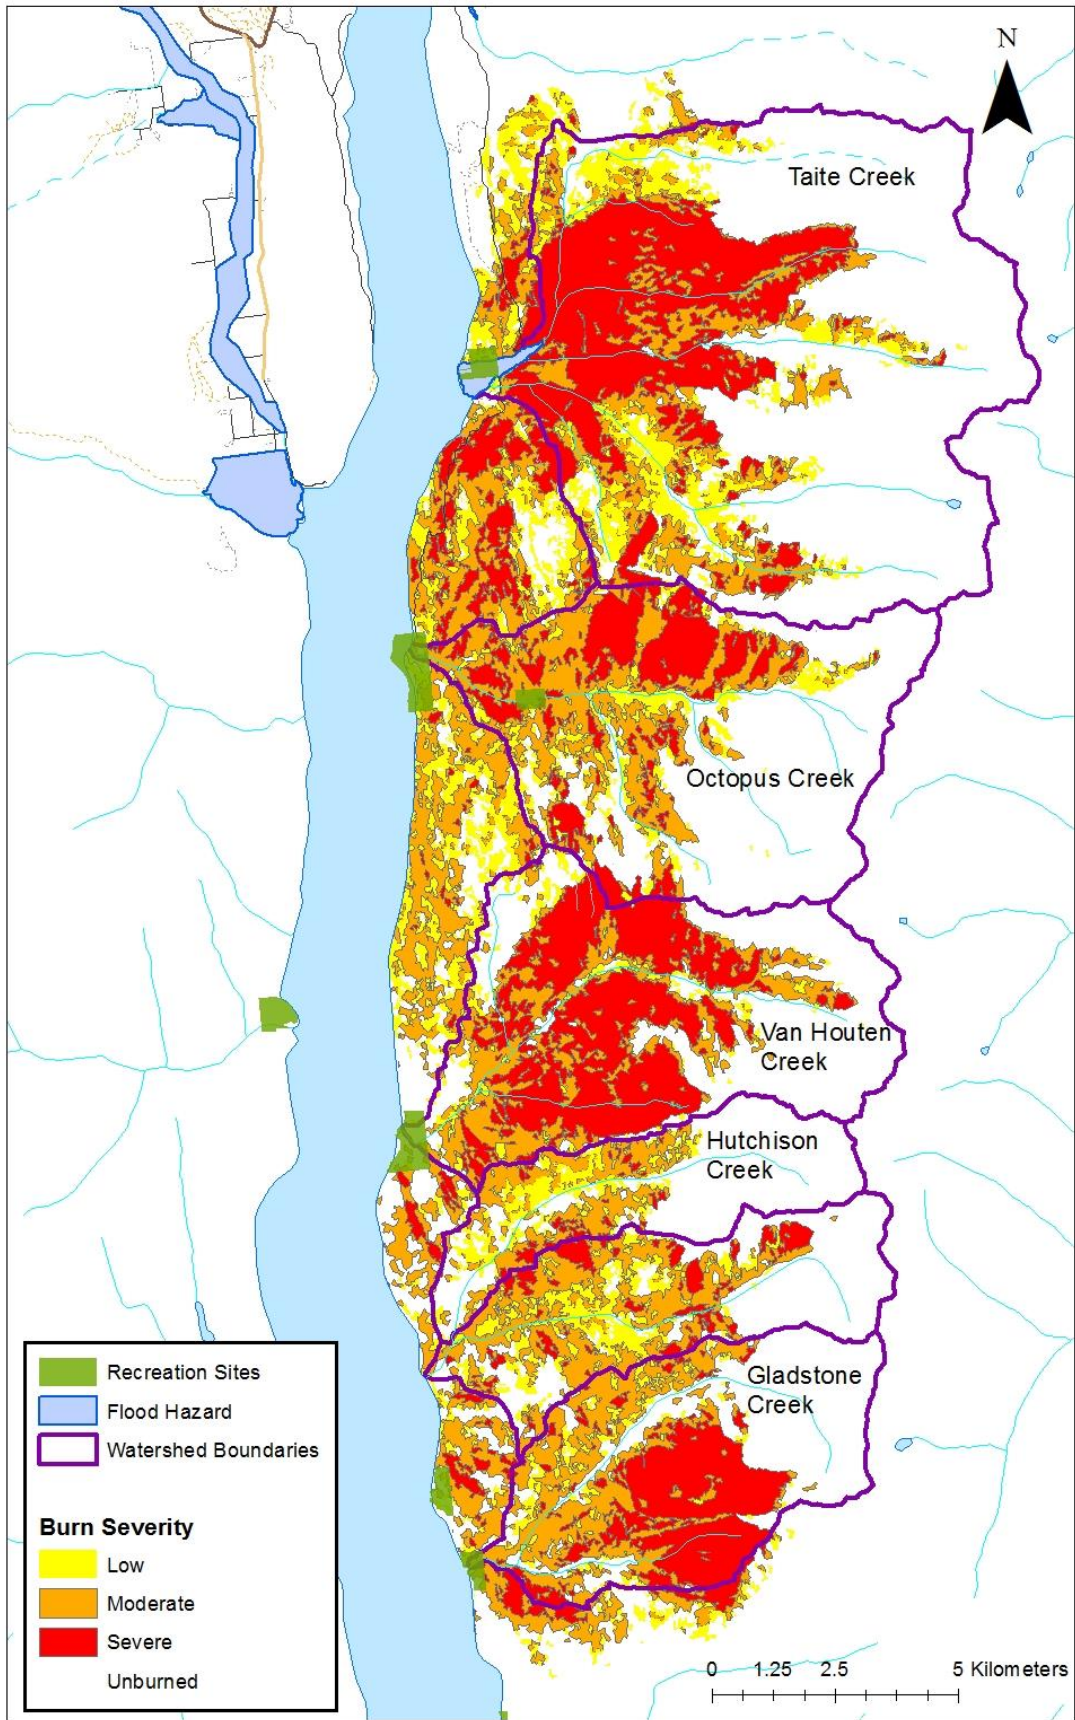 N
Taite Creek
Octopus Creek
Van Houten
Creek
Hutchison
Creek
Gladstone
Creek
Recreation Sites
Flood Hazard
Watershed Boundaries
Burn Severity
Low
Moderate
Severe
Unburned
0 1.25 2.5 5 Kilometers